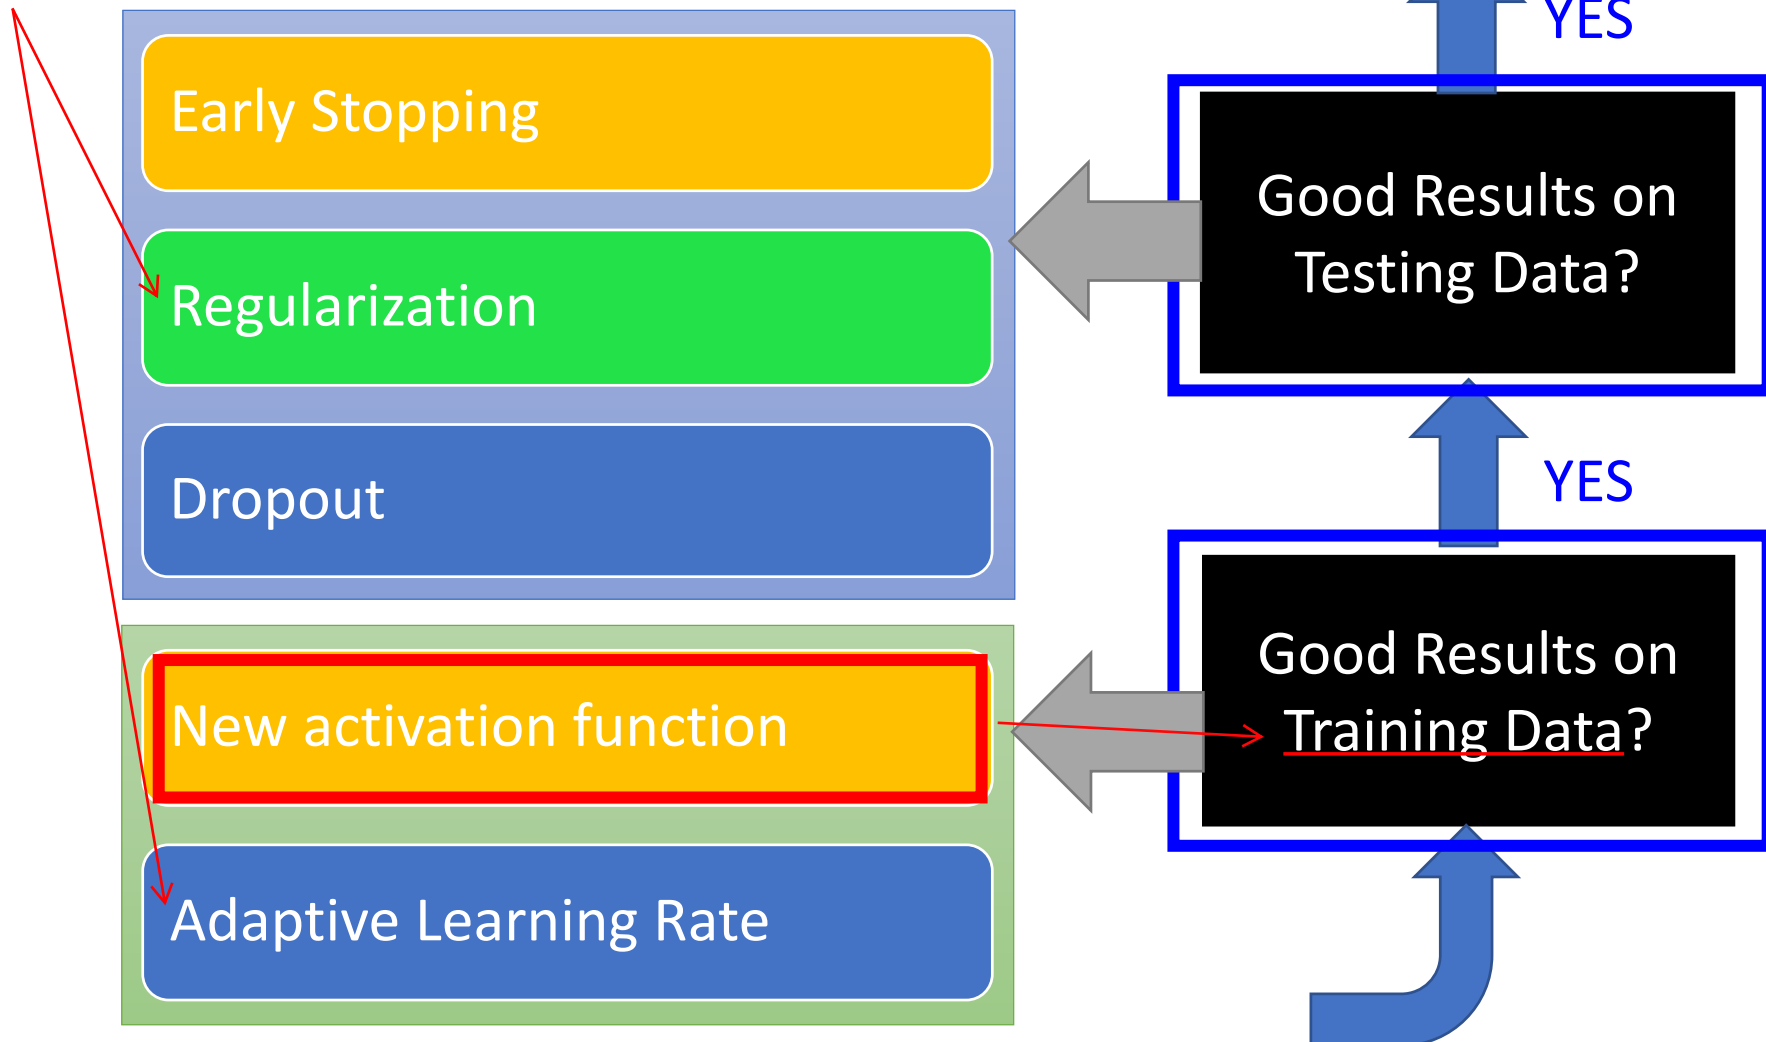 Early Stopping
Regularization
Dropout
New activation function
Adaptive Learning Rate
YES
Good Results on
Testing Data?
YES
Good Results on
Training Data?